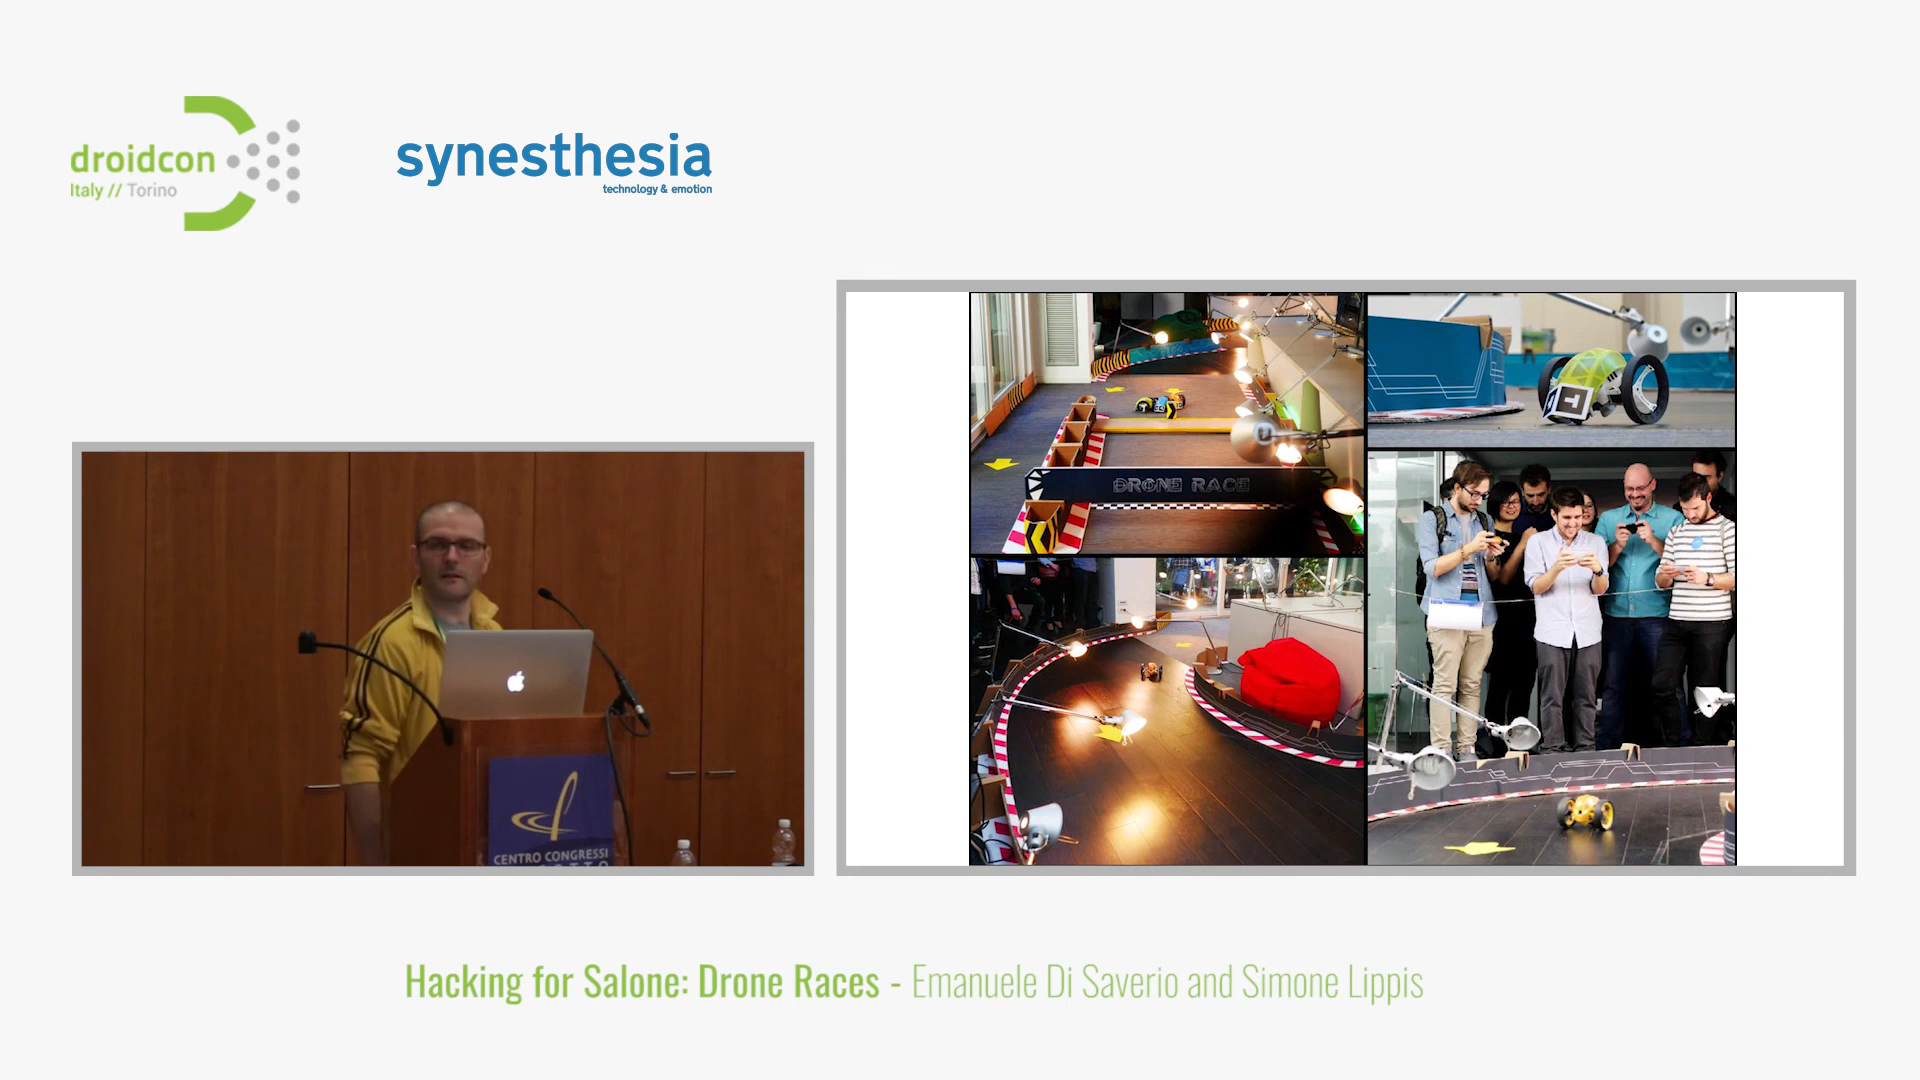 droidcon
Italy // Torino
synesthesia
technology & emotion
DRONE RACE
T
CENTRO CONGRESSI
Hacking for Salone: Drone Races - Emanuele Di Saverio and Simone Lippis